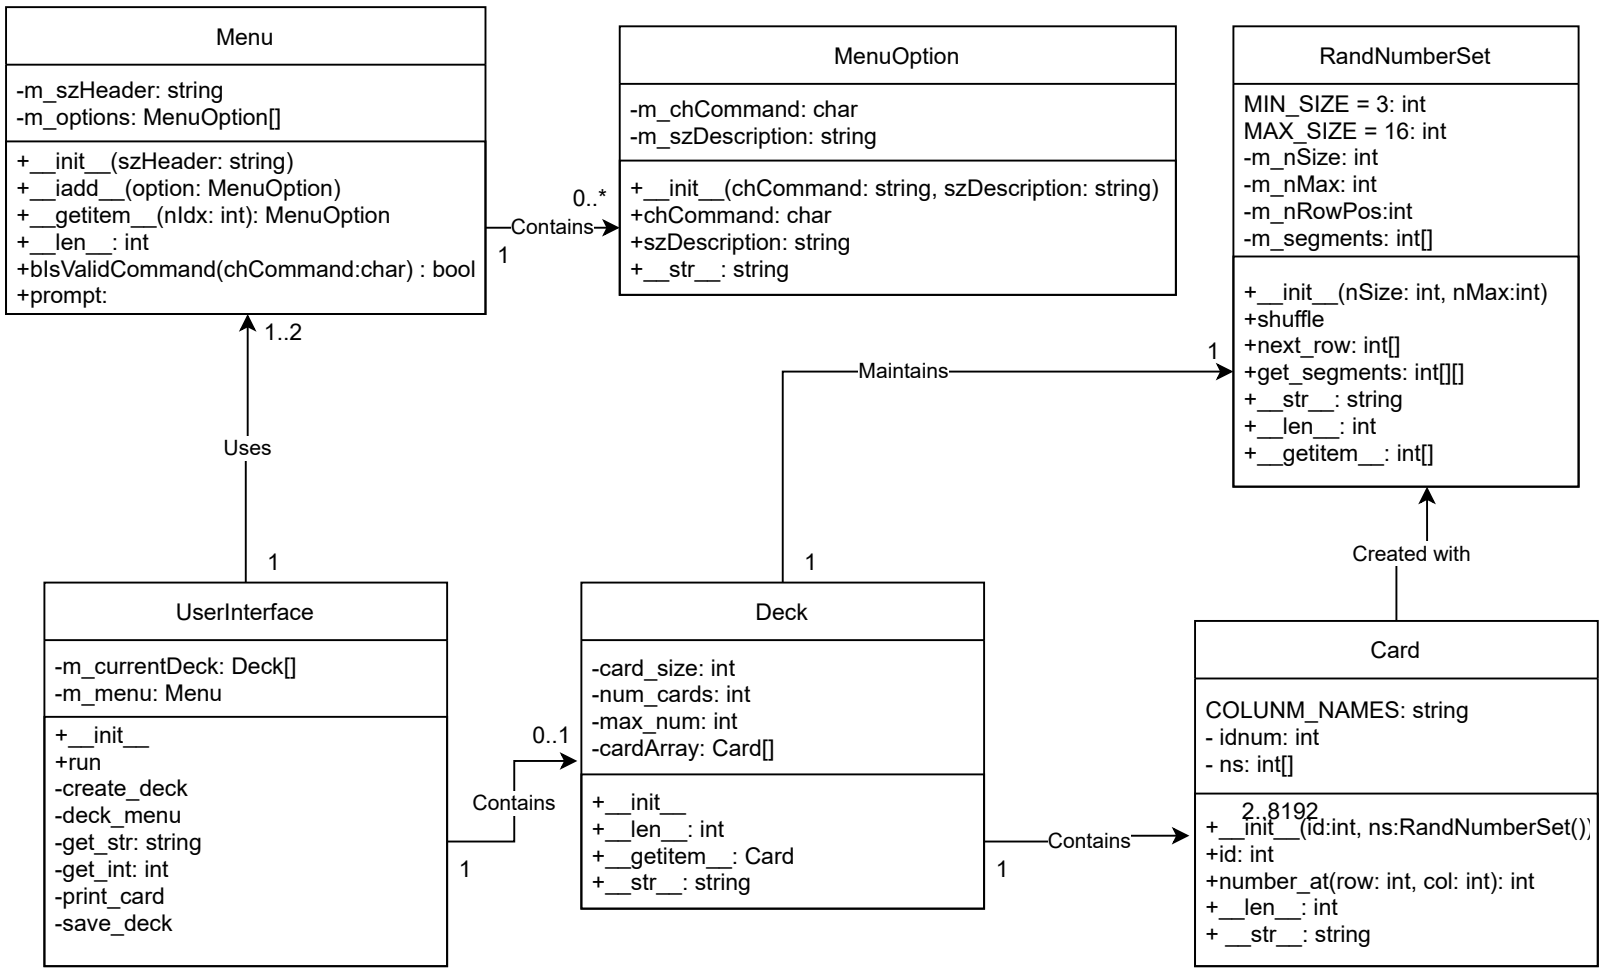 Menu
-m_szHeader: string
-m_options: MenuOption[]
+__init__(szHeader: string)
+__iadd__(option: MenuOption)
+__getitem__(nIdx: int): MenuOption
+__len__: int
+bIsValidCommand(chCommand:char) : bool
+prompt:
Contains
0..*
1
MenuOption
-m_chCommand: char
-m_szDescription: string
+__init__(chCommand: string, szDescription: string)
+chCommand: char
+szDescription: string
+__str__: string
RandNumberSet
MIN_SIZE = 3: int
MAX_SIZE = 16: int
-m_nSize: int
-m_nMax: int
-m_nRowPos:int
-m_segments: int[]
+__init__(nSize: int, nMax:int)
+shuffle
+next_row: int[]
+get_segments: int[][]
+__str__: string
+__len__: int
+__getitem__: int[]
1..2
Uses
1
Maintains
1
1
Created with
UserInterface
-m_currentDeck: Deck[]
-m_menu: Menu
+__init__
+run
-create_deck
-deck_menu
-get_str: string
-get_int: int
-print_card
-save_deck
0..1
Contains
1
Deck
-card_size: int
-num_cards: int
-max_num: int
-cardArray: Card[]
+__init__
+__len__: int
+__getitem__: Card
+__str__: string
Contains
1
Card
COLUNM_NAMES: string
- idnum: int
- ns: int[]
2..8192
+__init__(id:int, ns:RandNumberSet())
+id: int
+number_at(row: int, col: int): int
+__len__: int
+ __str__: string